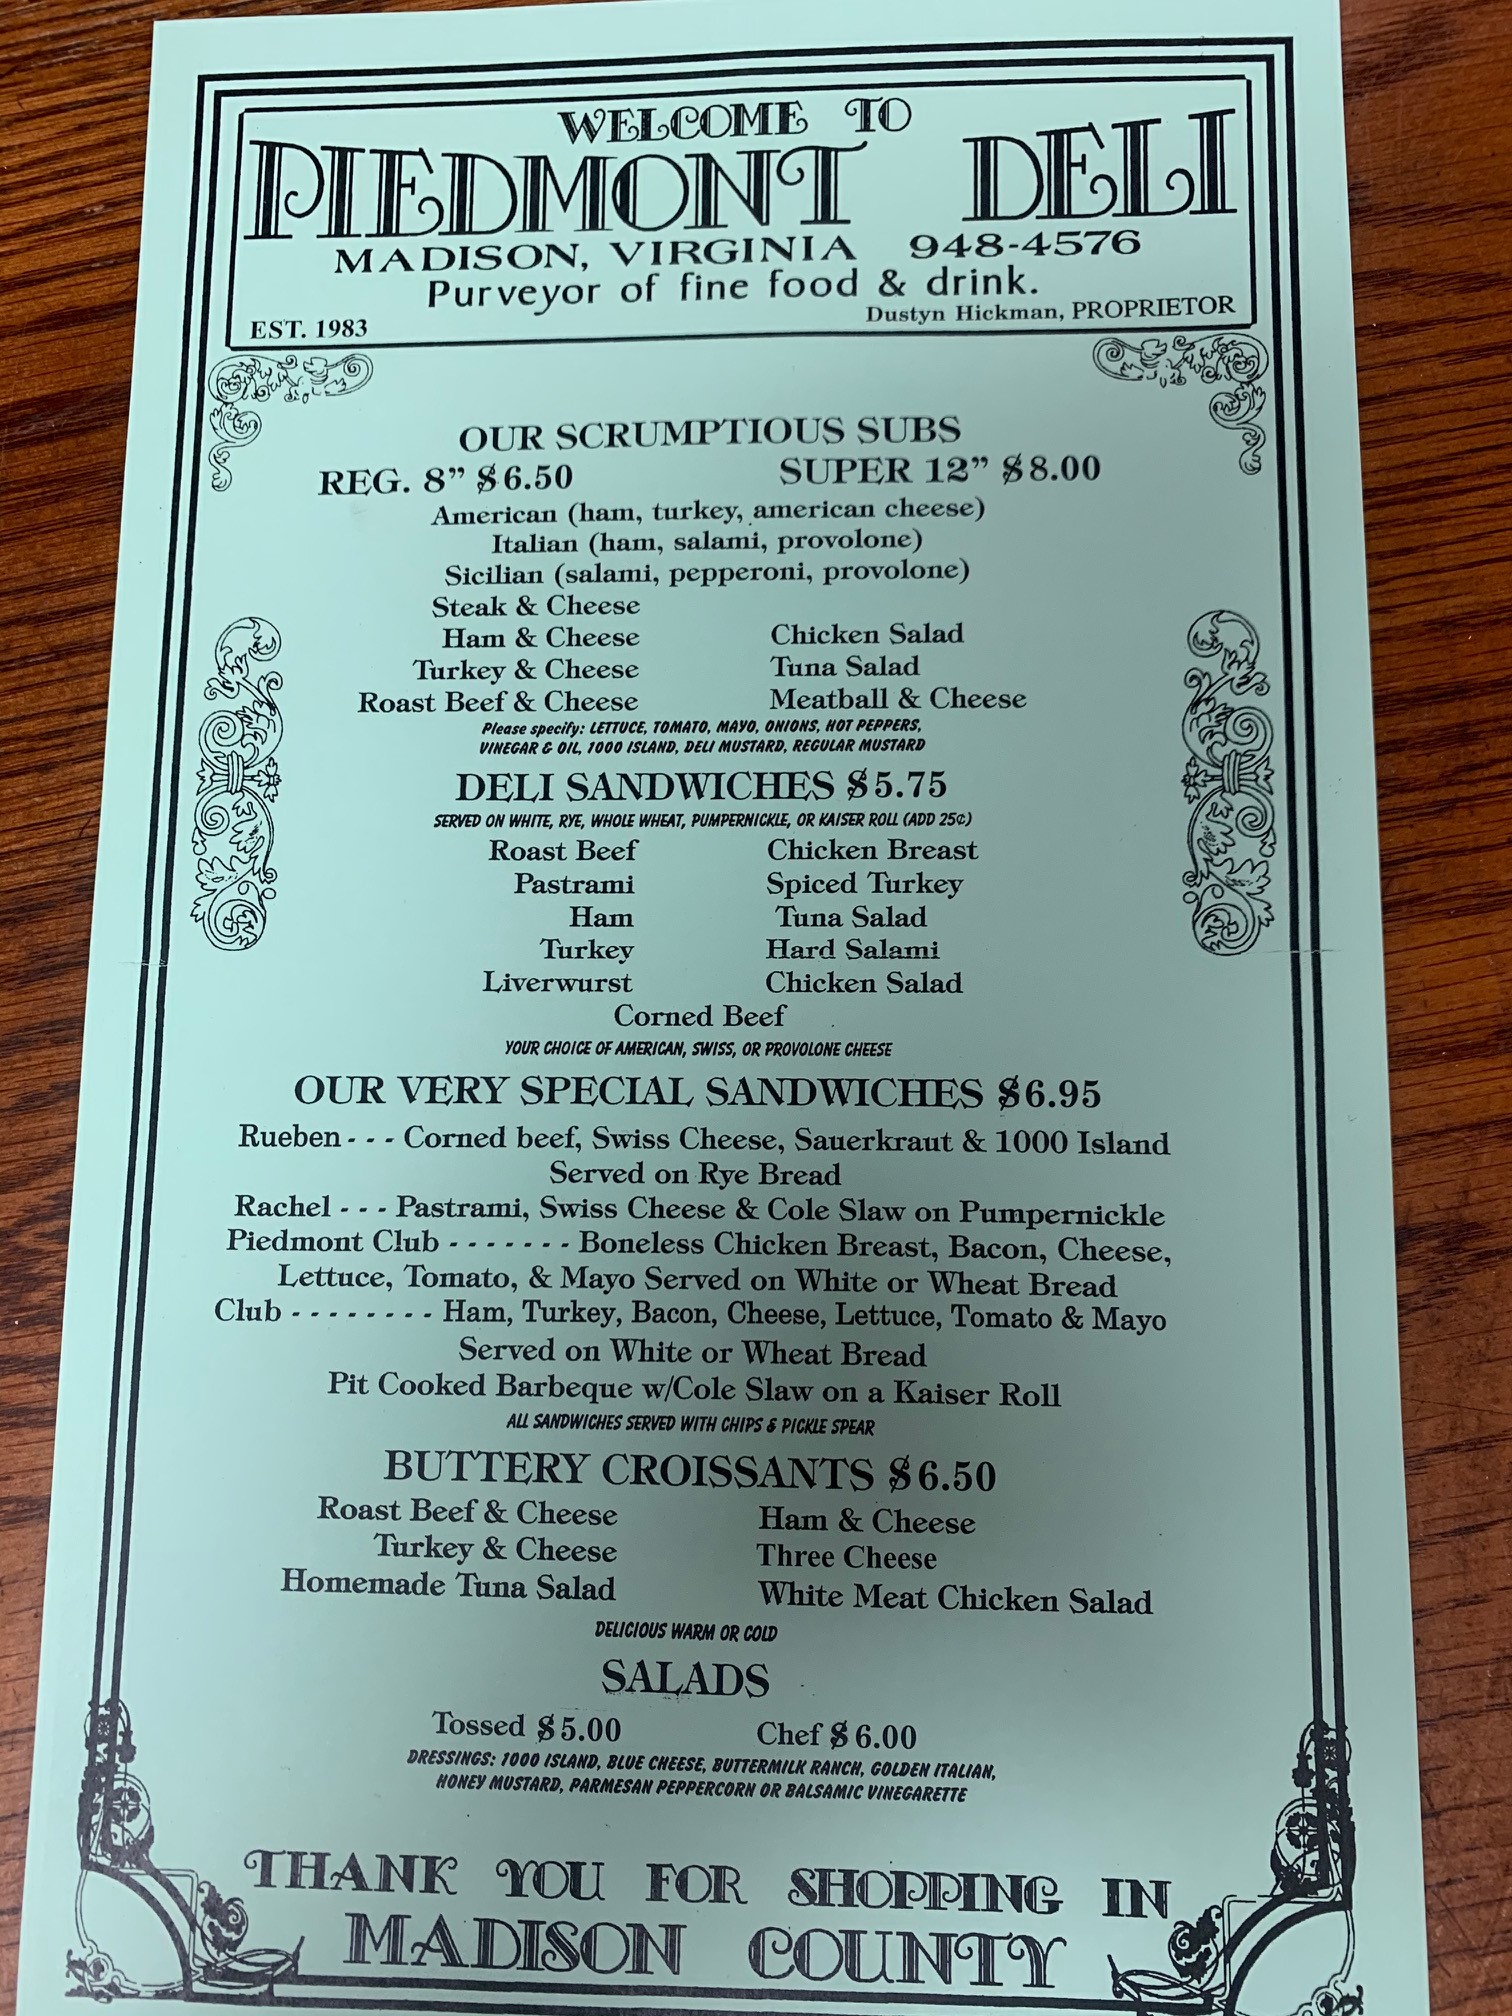 WELCOME TO
PIEDMONT DELI
MADISON, VIRGINIA 948-4576
Purveyor of fine food & drink.
Dustyn Hickman, PROPRIETOR
EST. 1983
OUR SCRUMPTIOUS SUBS
REG. 8” $6.50 SUPER 12” $8.00
American (ham, turkey, american cheese)
Italian (ham, salami, provolone)
Sicilian (salami, pepperoni, provolone)
Steak & Cheese
Ham & Cheese Chicken Salad
Turkey & Cheese Tuna Salad
Roast Beef & Cheese Meatball & Cheese
Please specify: LETTUCE, TOMATO, MAYO, ONIONS, HOT PEPPERS,
VINEGAR & OIL, 1000 ISLAND, DELI MUSTARD, REGULAR MUSTARD
DELI SANDWICHES $5.75
SERVED ON WHITE, RYE, WHOLE WHEAT, PUMPERNICKLE, OR KAISER ROLL (ADD 25¢)
Roast Beef Chicken Breast
Pastrami Spiced Turkey
Ham Tuna Salad
Turkey Hard Salami
Liverwurst Chicken Salad
Corned Beef
YOUR CHOICE OF AMERICAN, SWISS, OR PROVOLONE CHEESE
OUR VERY SPECIAL SANDWICHES $6.95
Rueben - - - Corned beef, Swiss Cheese, Sauerkraut & 1000 Island
Served on Rye Bread
Rachel - - - Pastrami, Swiss Cheese & Cole Slaw on Pumpernickle
Piedmont Club - - - - - - - Boneless Chicken Breast, Bacon, Cheese,
Lettuce, Tomato, & Mayo Served on White or Wheat Bread
Club - - - - - - - - Ham, Turkey, Bacon, Cheese, Lettuce, Tomato & Mayo
Served on White or Wheat Bread
Pit Cooked Barbeque w/Cole Slaw on a Kaiser Roll
ALL SANDWICHES SERVED WITH CHIPS & PICKLE SPEAR
BUTTERY CROISSANTS $6.50
Roast Beef & Cheese Ham & Cheese
Turkey & Cheese Three Cheese
Homemade Tuna Salad White Meat Chicken Salad
DELICIOUS WARM OR COLD
SALADS
Tossed $5.00 Chef $6.00
DRESSINGS: 1000 ISLAND, BLUE CHEESE, BUTTERMILK RANCH, GOLDEN ITALIAN,
HONEY MUSTARD, PARMESAN PEPPERCORN OR BALSAMIC VINEGARETTE
THANK YOU FOR SHOPPING IN
MADISON COUNTY